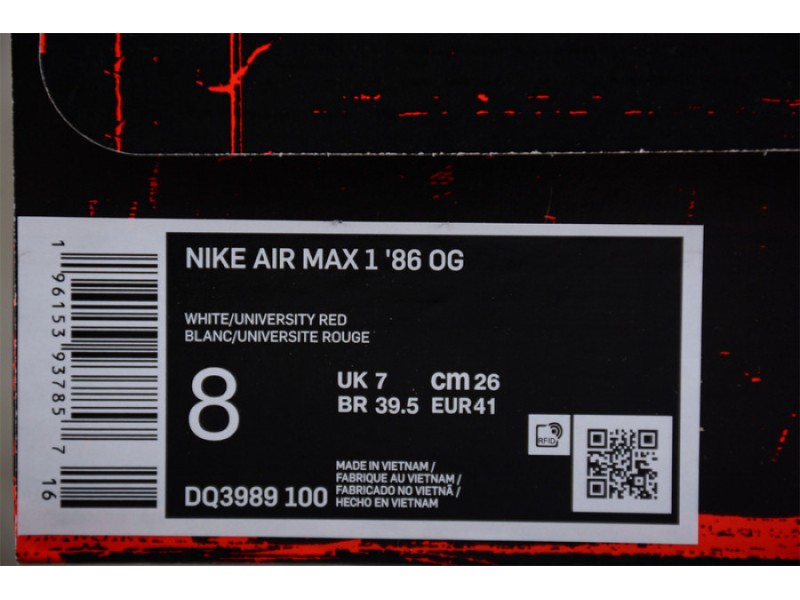 NIKE AIR MAX 1 '86 OG
WHITE/UNIVERSITY RED
BLANC/UNIVERSITE ROUGE
8
UK 7 cm 26
BR 39.5 EUR 41
RFID
DQ3989 100
MADE IN VIETNAM /
FABRIQUE AU VIETNAM /
FABRICADO NO VIETNÃ /
HECHO EN VIETNAM
1 96153 93785 7
16